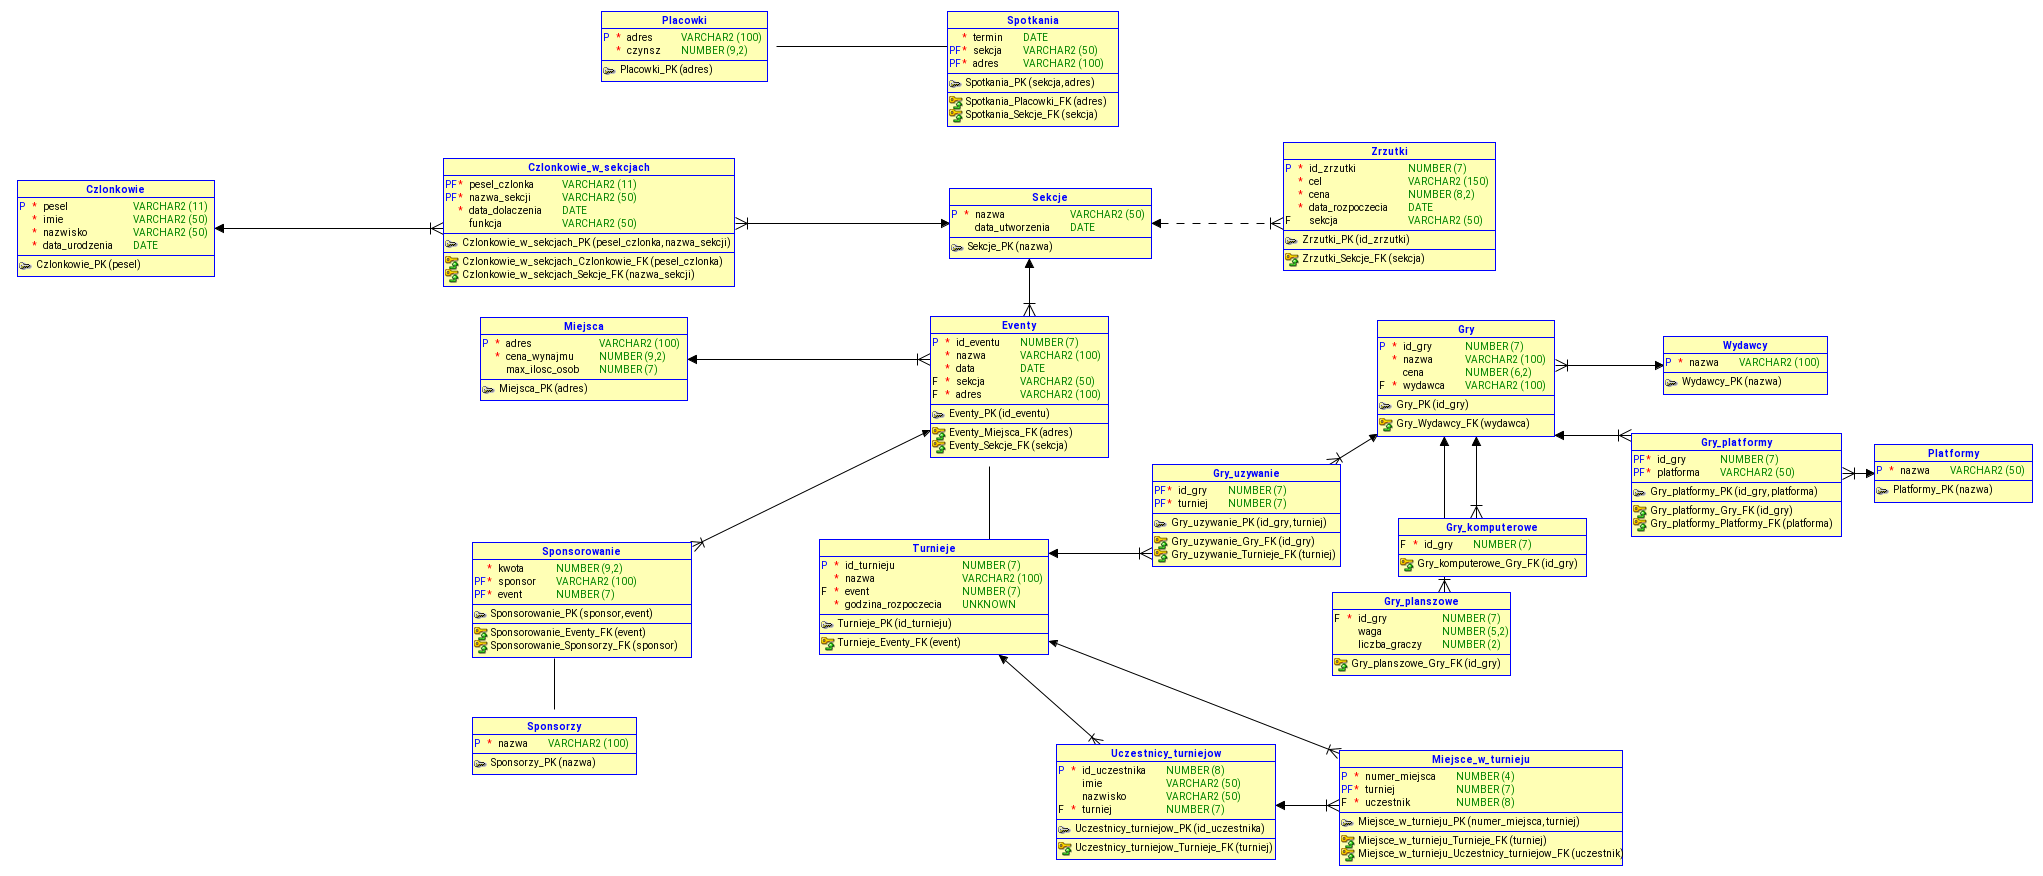 Placowki
P * adres VARCHAR2 (100)
* czynsz NUMBER (9,2)
Placowki_PK (adres)
Spotkania
* termin DATE
PF* sekcja VARCHAR2 (50)
PF* adres VARCHAR2 (100)
Spotkania_PK (sekcja, adres)
Spotkania_Placowki_FK (adres)
Spotkania_Sekcje_FK (sekcja)
Czlonkowie
P * pesel VARCHAR2 (11)
* imie VARCHAR2 (50)
* nazwisko VARCHAR2 (50)
* data_urodzenia DATE
Czlonkowie_PK (pesel)
Czlonkowie_w_sekcjach
PF* pesel_czlonka VARCHAR2 (11)
PF* nazwa_sekcji VARCHAR2 (50)
* data_dolaczenia DATE
funkcja VARCHAR2 (50)
Czlonkowie_w_sekcjach_PK (pesel_czlonka, nazwa_sekcji)
Czlonkowie_w_sekcjach_Czlonkowie_FK (pesel_czlonka)
Czlonkowie_w_sekcjach_Sekcje_FK (nazwa_sekcji)
Sekcje
P * nazwa VARCHAR2 (50)
data_utworzenia DATE
Sekcje_PK (nazwa)
Zrzutki
P * id_zrzutki NUMBER (7)
* cel VARCHAR2 (150)
* cena NUMBER (8,2)
* data_rozpoczecia DATE
F sekcja VARCHAR2 (50)
Zrzutki_PK (id_zrzutki)
Zrzutki_Sekcje_FK (sekcja)
Miejsca
P * adres VARCHAR2 (100)
* cena_wynajmu NUMBER (9,2)
max_ilosc_osob NUMBER (7)
Miejsca_PK (adres)
Eventy
P * id_eventu NUMBER (7)
* nazwa VARCHAR2 (100)
* data DATE
F * sekcja VARCHAR2 (50)
F * adres VARCHAR2 (100)
Eventy_PK (id_eventu)
Eventy_Miejsca_FK (adres)
Eventy_Sekcje_FK (sekcja)
Gry
P * id_gry NUMBER (7)
* nazwa VARCHAR2 (100)
cena NUMBER (6,2)
F * wydawca VARCHAR2 (100)
Gry_PK (id_gry)
Gry_Wydawcy_FK (wydawca)
Wydawcy
P * nazwa VARCHAR2 (100)
Wydawcy_PK (nazwa)
Gry_platformy
PF* id_gry NUMBER (7)
PF* platforma VARCHAR2 (50)
Gry_platformy_PK (id_gry, platforma)
Gry_platformy_Gry_FK (id_gry)
Gry_platformy_Platformy_FK (platforma)
Platformy
P * nazwa VARCHAR2 (50)
Platformy_PK (nazwa)
Gry_uzywanie
PF* id_gry NUMBER (7)
PF* turniej NUMBER (7)
Gry_uzywanie_PK (id_gry, turniej)
Gry_uzywanie_Gry_FK (id_gry)
Gry_uzywanie_Turnieje_FK (turniej)
Gry_komputerowe
F * id_gry NUMBER (7)
Gry_komputerowe_Gry_FK (id_gry)
Gry_planszowe
F * id_gry NUMBER (7)
waga NUMBER (5,2)
liczba_graczy NUMBER (2)
Gry_planszowe_Gry_FK (id_gry)
Sponsorowanie
* kwota NUMBER (9,2)
PF* sponsor VARCHAR2 (100)
PF* event NUMBER (7)
Sponsorowanie_PK (sponsor, event)
Sponsorowanie_Eventy_FK (event)
Sponsorowanie_Sponsorzy_FK (sponsor)
Turnieje
P * id_turnieju NUMBER (7)
* nazwa VARCHAR2 (100)
F * event NUMBER (7)
* godzina_rozpoczecia UNKNOWN
Turnieje_PK (id_turnieju)
Turnieje_Eventy_FK (event)
Sponsorzy
P * nazwa VARCHAR2 (100)
Sponsorzy_PK (nazwa)
Uczestnicy_turniejow
P * id_uczestnika NUMBER (8)
imie VARCHAR2 (50)
nazwisko VARCHAR2 (50)
F * turniej NUMBER (7)
Uczestnicy_turniejow_PK (id_uczestnika)
Uczestnicy_turniejow_Turnieje_FK (turniej)
Miejsce_w_turnieju
P * numer_miejsca NUMBER (4)
PF* turniej NUMBER (7)
F * uczestnik NUMBER (8)
Miejsce_w_turnieju_PK (numer_miejsca, turniej)
Miejsce_w_turnieju_Turnieje_FK (turniej)
Miejsce_w_turnieju_Uczestnicy_turniejow_FK (uczestnik)